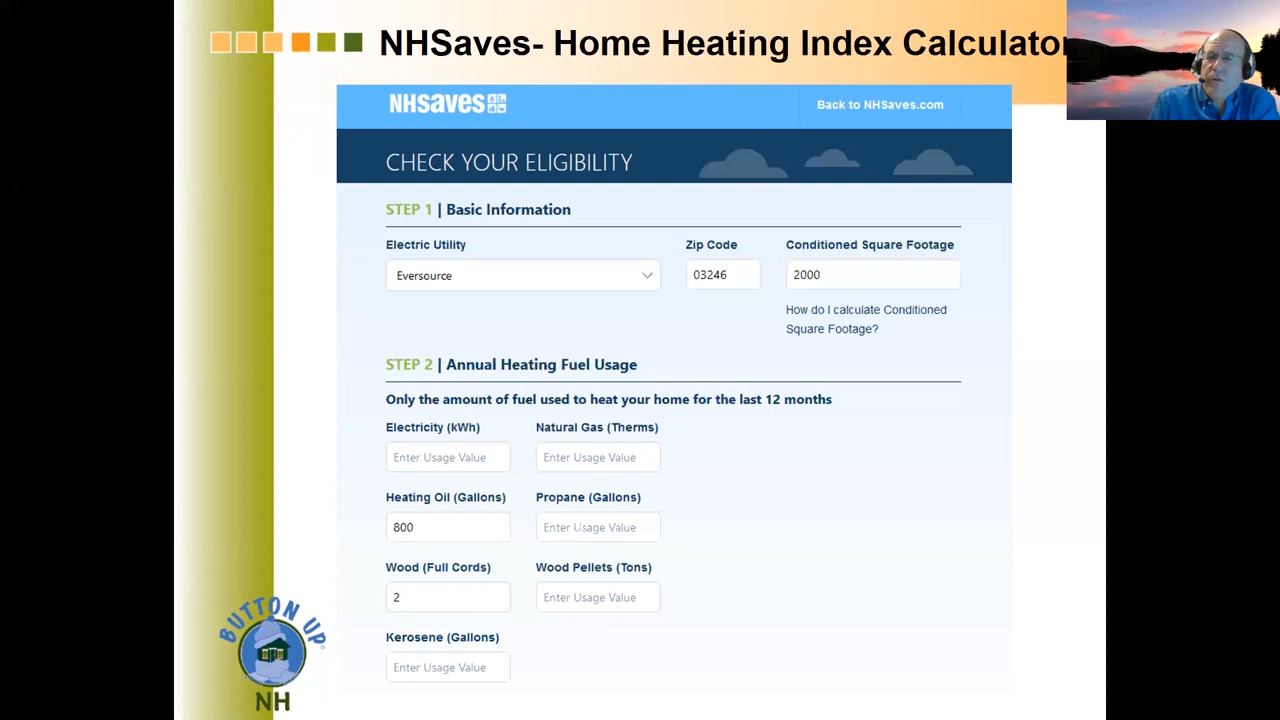 NHSaves- Home Heating Index Calculator
NHSaves
Back to NHSaves.com
CHECK YOUR ELIGIBILITY
STEP 1 | Basic Information
Electric Utility
Zip Code
Conditioned Square Footage
Eversource
03246
2000
How do I calculate Conditioned
Square Footage?
STEP 2 | Annual Heating Fuel Usage
Only the amount of fuel used to heat your home for the last 12 months
Electricity (kWh)
Natural Gas (Therms)
Enter Usage Value
Enter Usage Value
Heating Oil (Gallons)
Propane (Gallons)
800
Enter Usage Value
Wood (Full Cords)
Wood Pellets (Tons)
2
Enter Usage Value
Kerosene (Gallons)
Enter Usage Value
BUTTON UP
NH